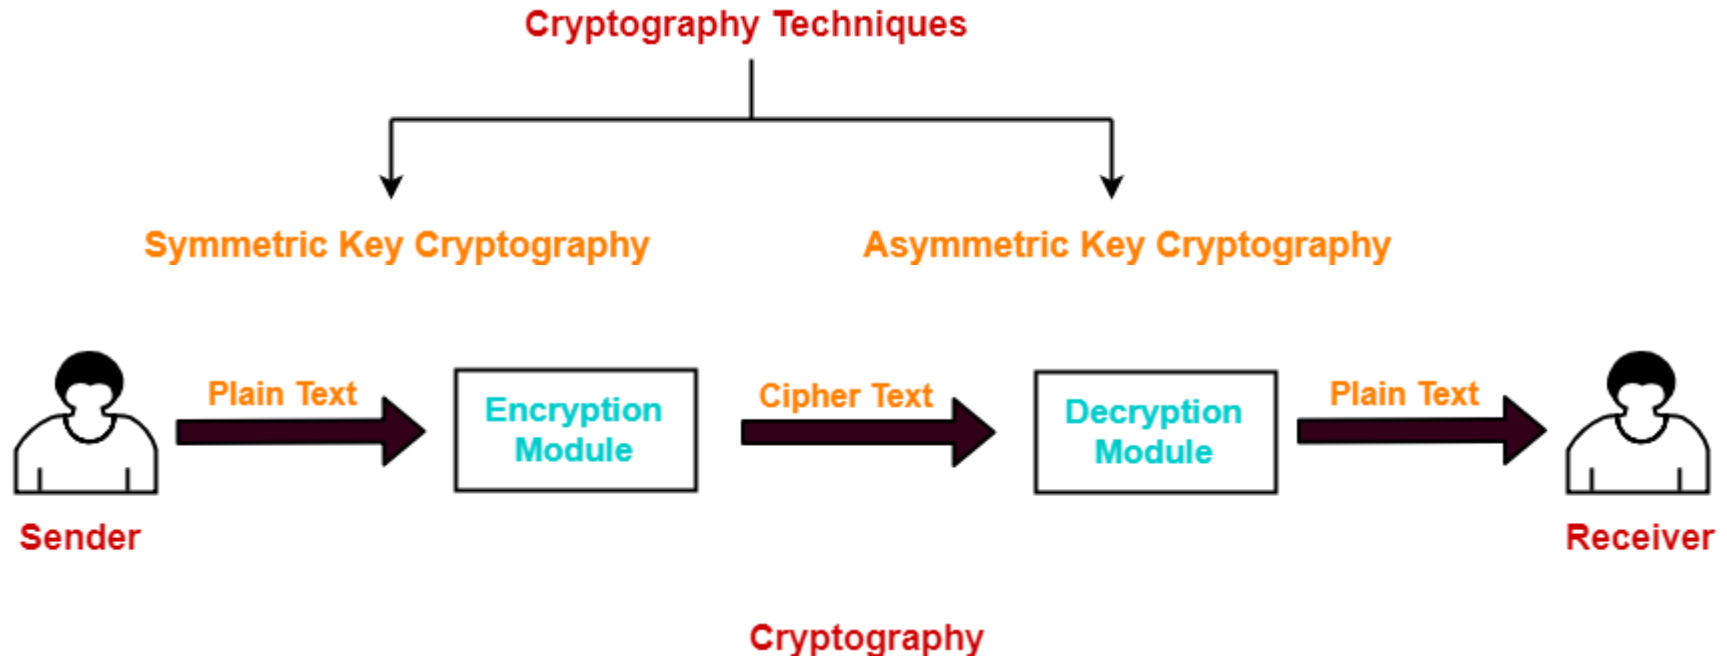 Cryptography Techniques
Symmetric Key Cryptography
Asymmetric Key Cryptography
Plain Text
Encryption
Module
Cipher Text
Decryption
Module
Plain Text
Sender
Receiver
Cryptography